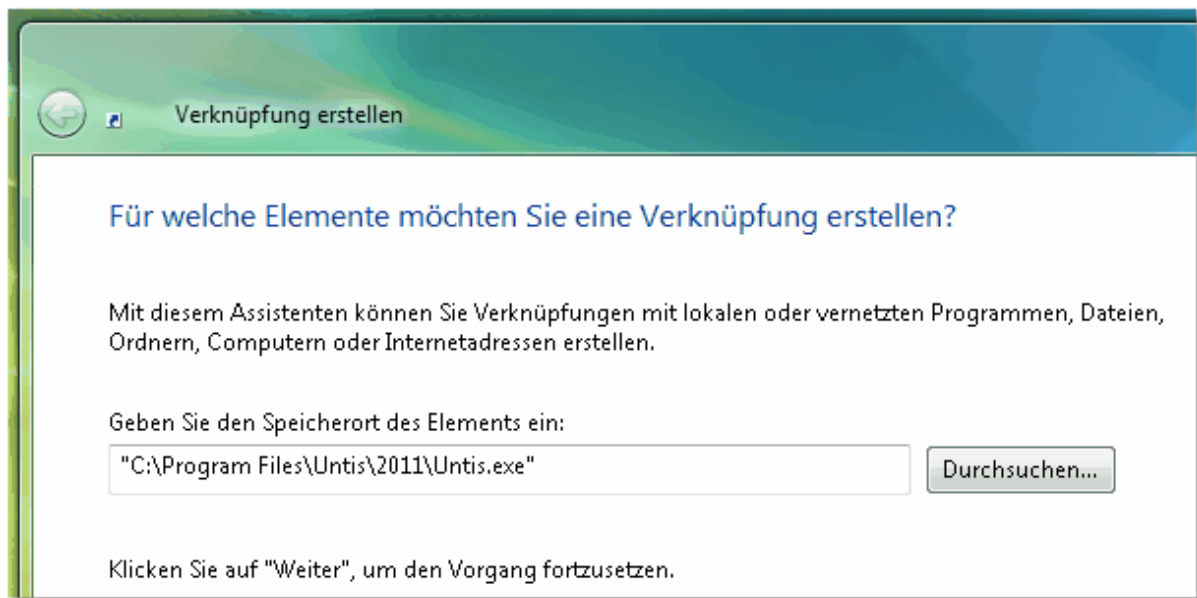 Verknüpfung erstellen
Für welche Elemente möchten Sie eine Verknüpfung erstellen?
Mit diesem Assistenten können Sie Verknüpfungen mit lokalen oder vernetzten Programmen, Dateien,
Ordnern, Computern oder Internetadressen erstellen.
Geben Sie den Speicherort des Elements ein:
"C:\Program Files\Untis\2011\Untis.exe"
Durchsuchen...
Klicken Sie auf "Weiter", um den Vorgang fortzusetzen.